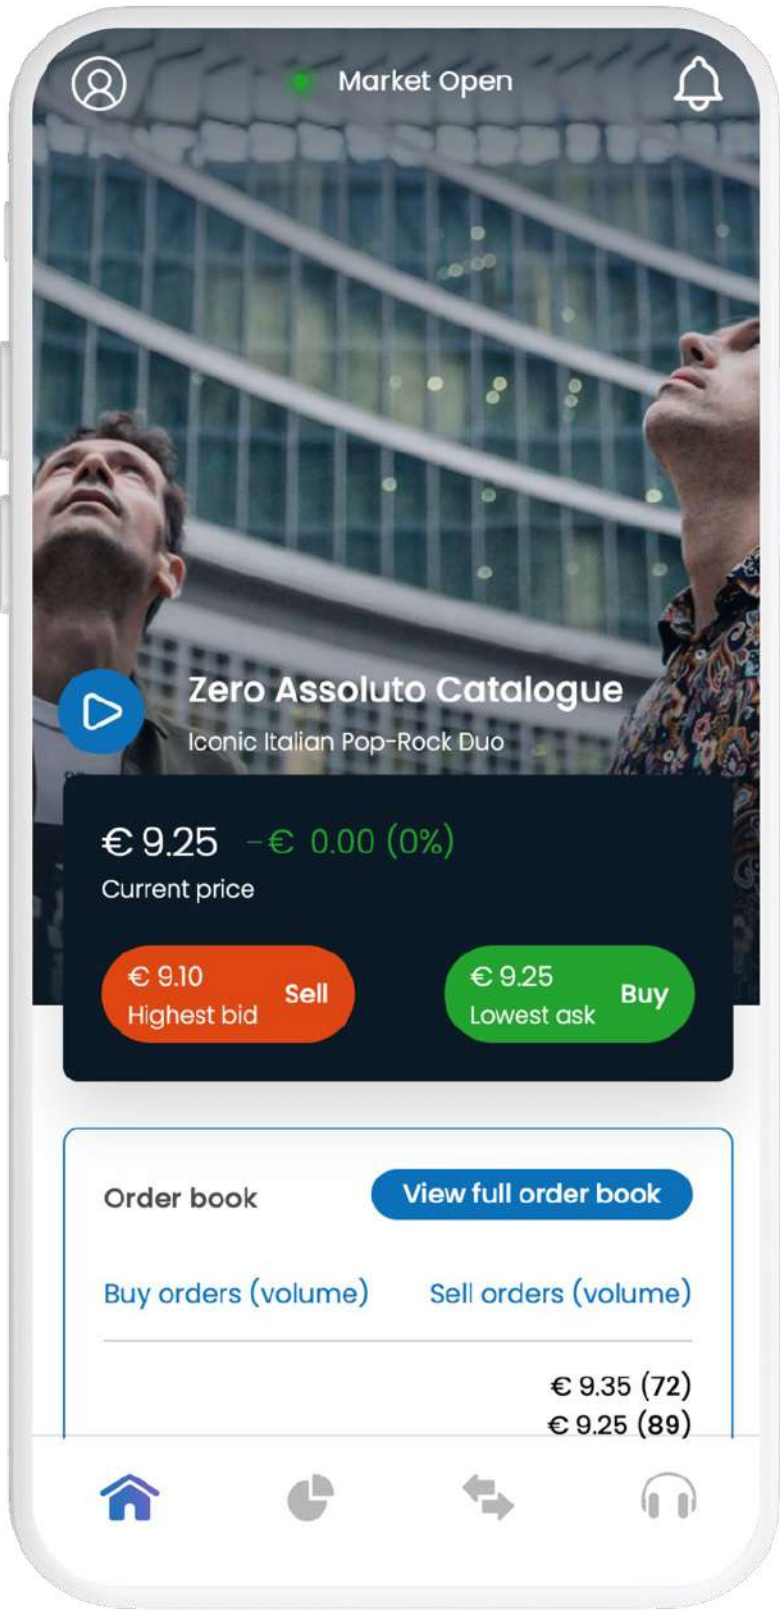 Market Open
Zero Assoluto Catalogue
Iconic Italian Pop-Rock Duo
€ 9.25 -€ 0.00 (0%)
Current price
€ 9.10
Highest bid
Sell
€ 9.25
Lowest ask
Buy
Order book
View full order book
Buy orders (volume) Sell orders (volume)
€ 9.35 (72)
€ 9.25 (89)